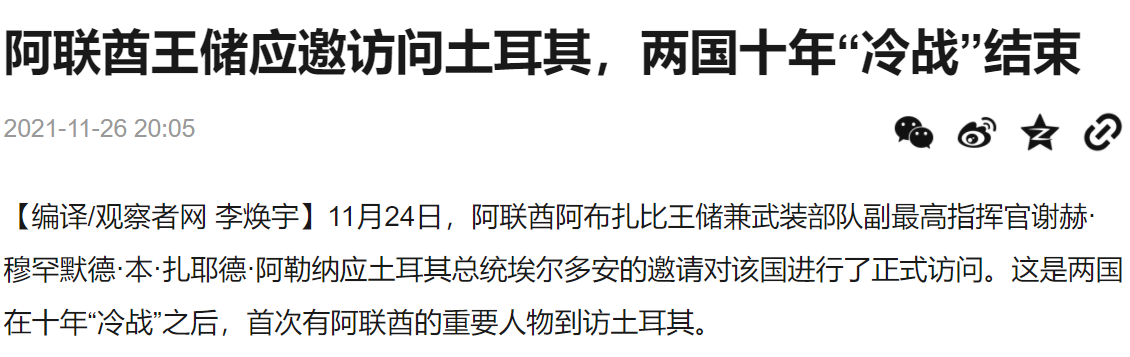 阿联酋王储应邀访问土耳其，两国十年“冷战”结束
2021-11-26 20:05
【编译/观察者网 李焕宇】11月24日，阿联酋阿布扎比王储兼武装部队副最高指挥官谢赫·
穆罕默德·本·扎耶德·阿勒纳应土耳其总统埃尔多安的邀请对该国进行了正式访问。这是两国
在十年“冷战”之后，首次有阿联酋的重要人物到访土耳其。